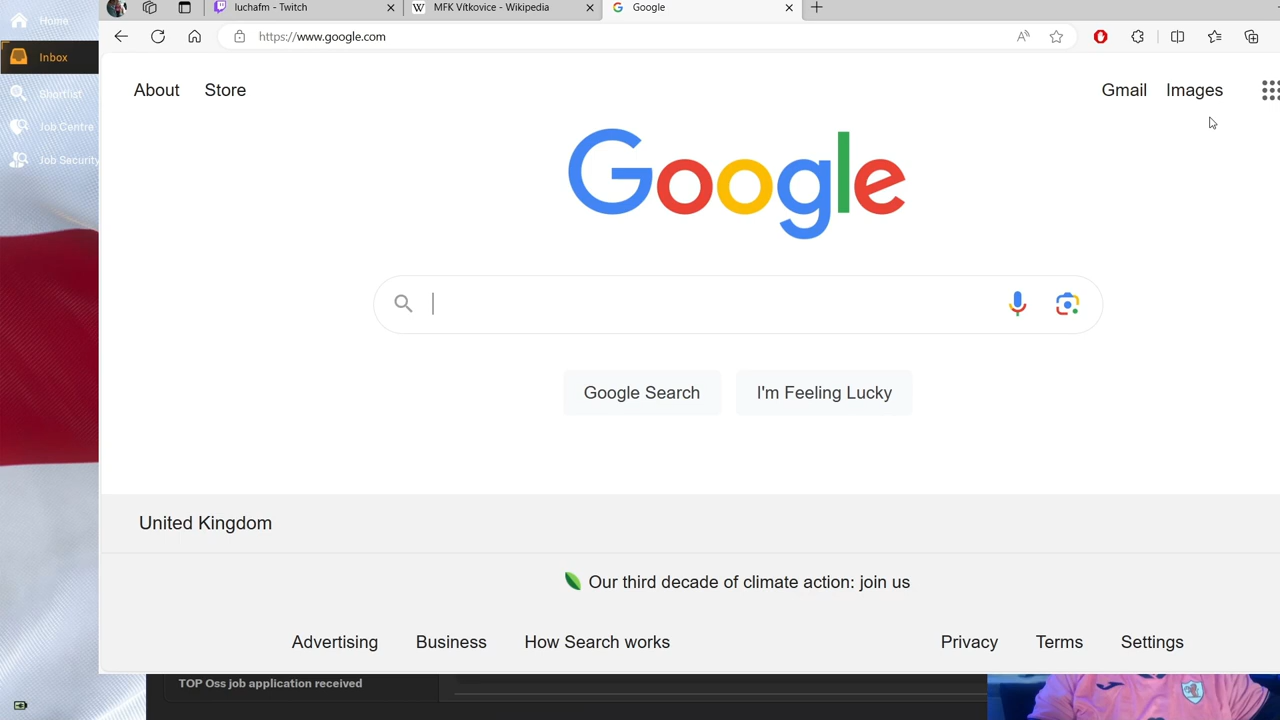 Home
Inbox
Shortlist
Job Centre
Job Security
luchafm - Twitch
MFK Vítkovice - Wikipedia
Google
https://www.google.com
About Store
Gmail Images
Google
Google Search
I'm Feeling Lucky
United Kingdom
Our third decade of climate action: join us
Advertising Business How Search works
Privacy Terms Settings
TOP Oss job application received